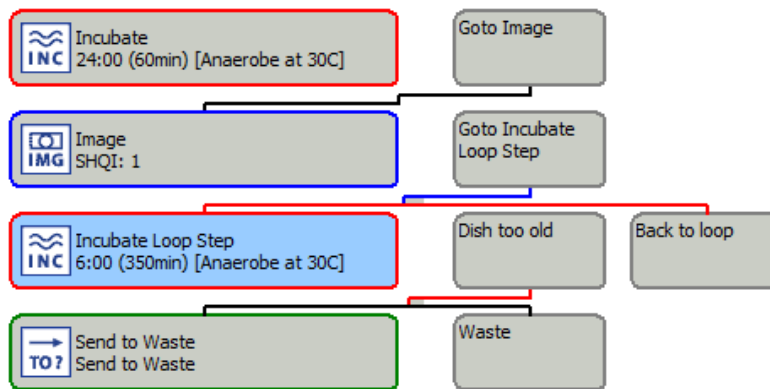 INC
Incubate
24:00 (60min) [Anaerobe at 30C]
Goto Image
IMG
Image
SHQI: 1
Goto Incubate
Loop Step
INC
Incubate Loop Step
6:00 (350min) [Anaerobe at 30C]
Dish too old
Back to loop
TO?
Send to Waste
Send to Waste
Waste